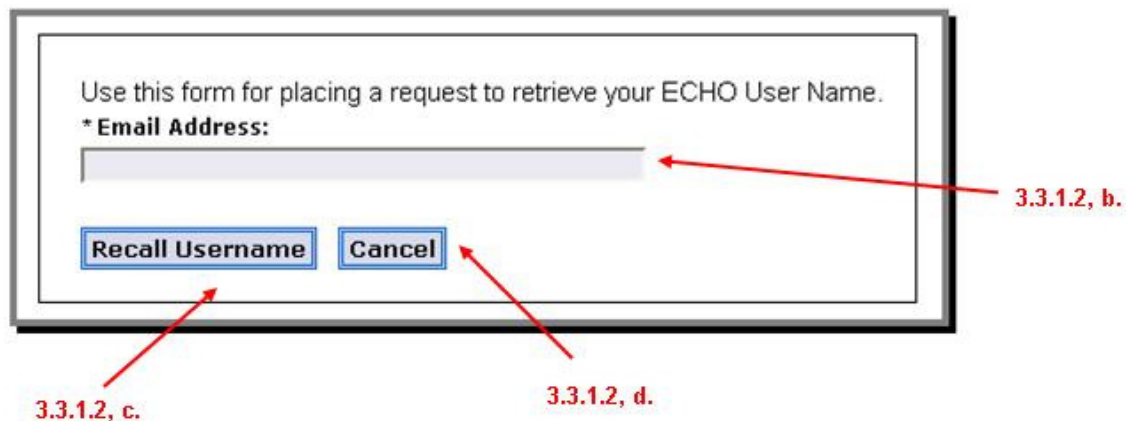 Use this form for placing a request to retrieve your ECHO User Name.
* Email Address:
3.3.1.2, b.
Recall Username Cancel
3.3.1.2, c. 3.3.1.2, d.